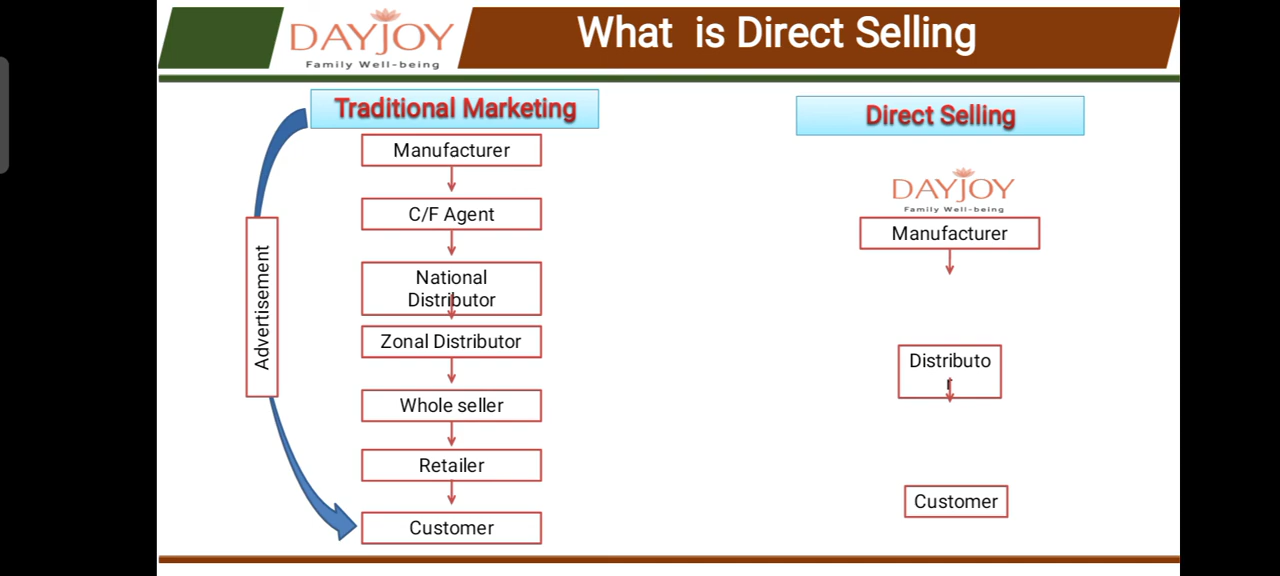 DAYJOY
Family Well-being
What is Direct Selling
Traditional Marketing
Manufacturer
C/F Agent
National
Distributor
Zonal Distributor
Whole seller
Retailer
Customer
Advertisement
Direct Selling
DAYJOY
Family Well-being
Manufacturer
Distributo
r
Customer